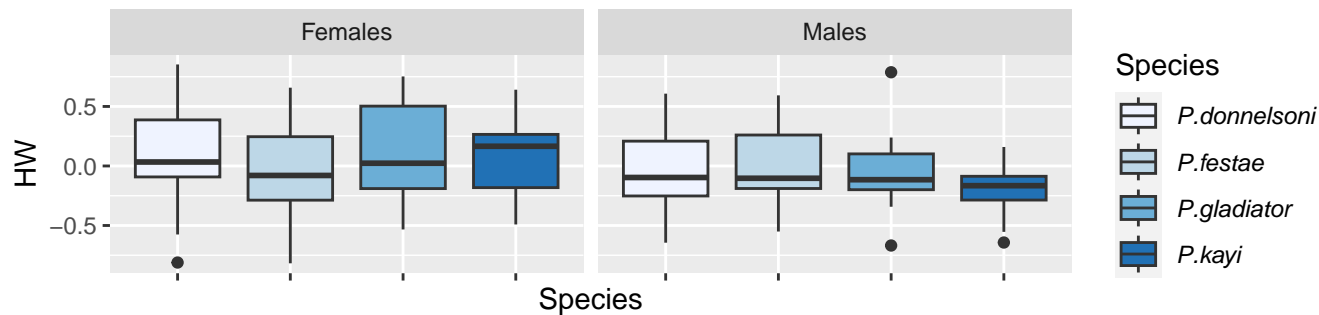 Females
Males
HW
0.5
0.0
−0.5
Species
Species
P.donnelsoni
P.festae
P.gladiator
P.kayi